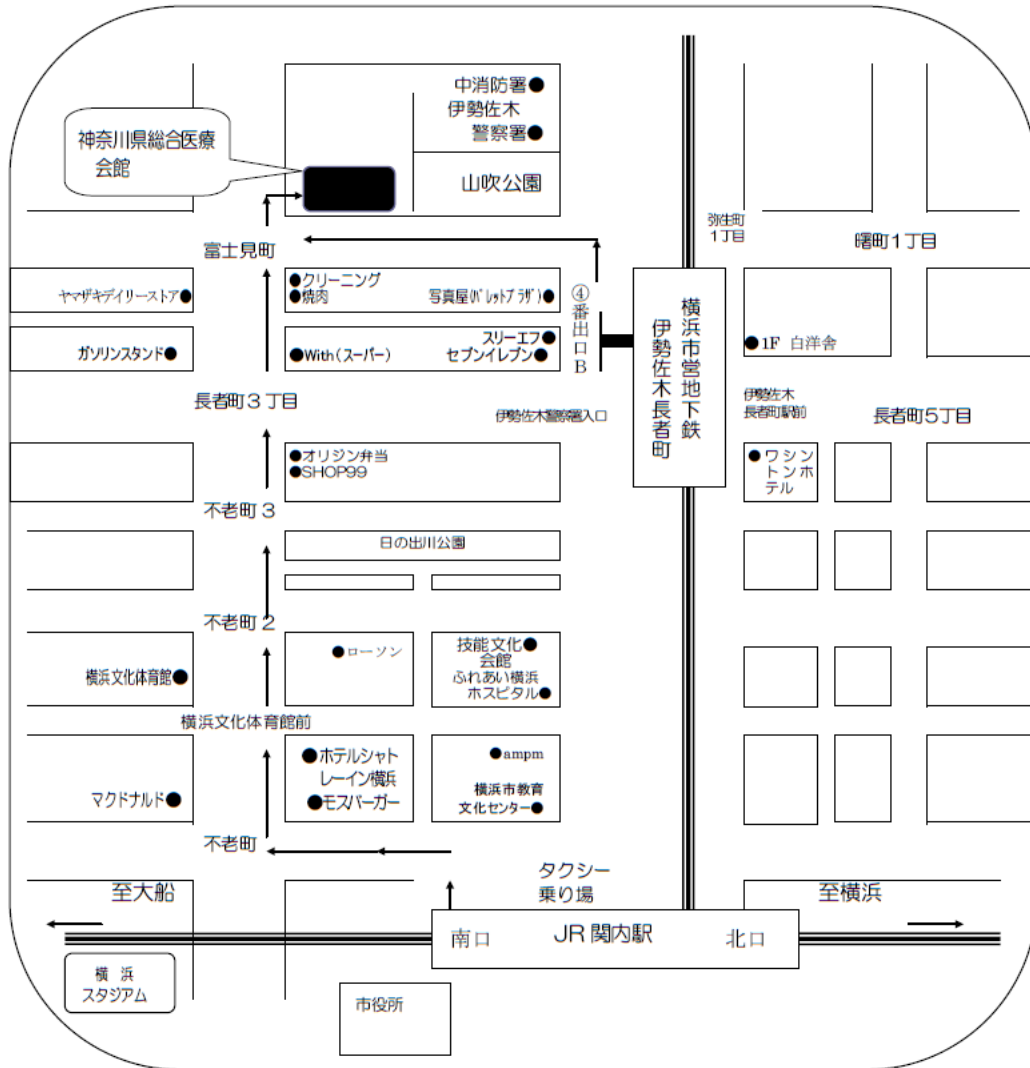 中消防署●
伊勢佐木
警察署●
神奈川県総合医療
会館
山吹公園
弥生町
1丁目
曙町1丁目
富士見町
ヤマザキデイリーストア●
●クリーニング
●焼肉
写真屋(パレットプラザ)●
④番出口B
横浜市営地下鉄
伊勢佐木長者町
ガソリンスタンド●
●With(スーパー)
スリーエフ●
セブンイレブン●
●1F 白洋舎
長者町3丁目
伊勢佐木警察署入口
伊勢佐木
長者町駅前
長者町5丁目
●オリジン弁当
●SHOP99
●ワシン
トンホ
テル
不老町3
日の出川公園
不老町2
横浜文化体育館●
●ローソン
技能文化●
会館
ふれあい横浜
ホスピタル●
横浜文化体育館前
●ホテルシャト
レーイン横浜
●モスバーガー
●ampm
横浜市教育
文化センター●
マクドナルド●
不老町
タクシー
乗り場
至大船
至横浜
南口
JR関内駅
北口
横浜
スタジアム
市役所